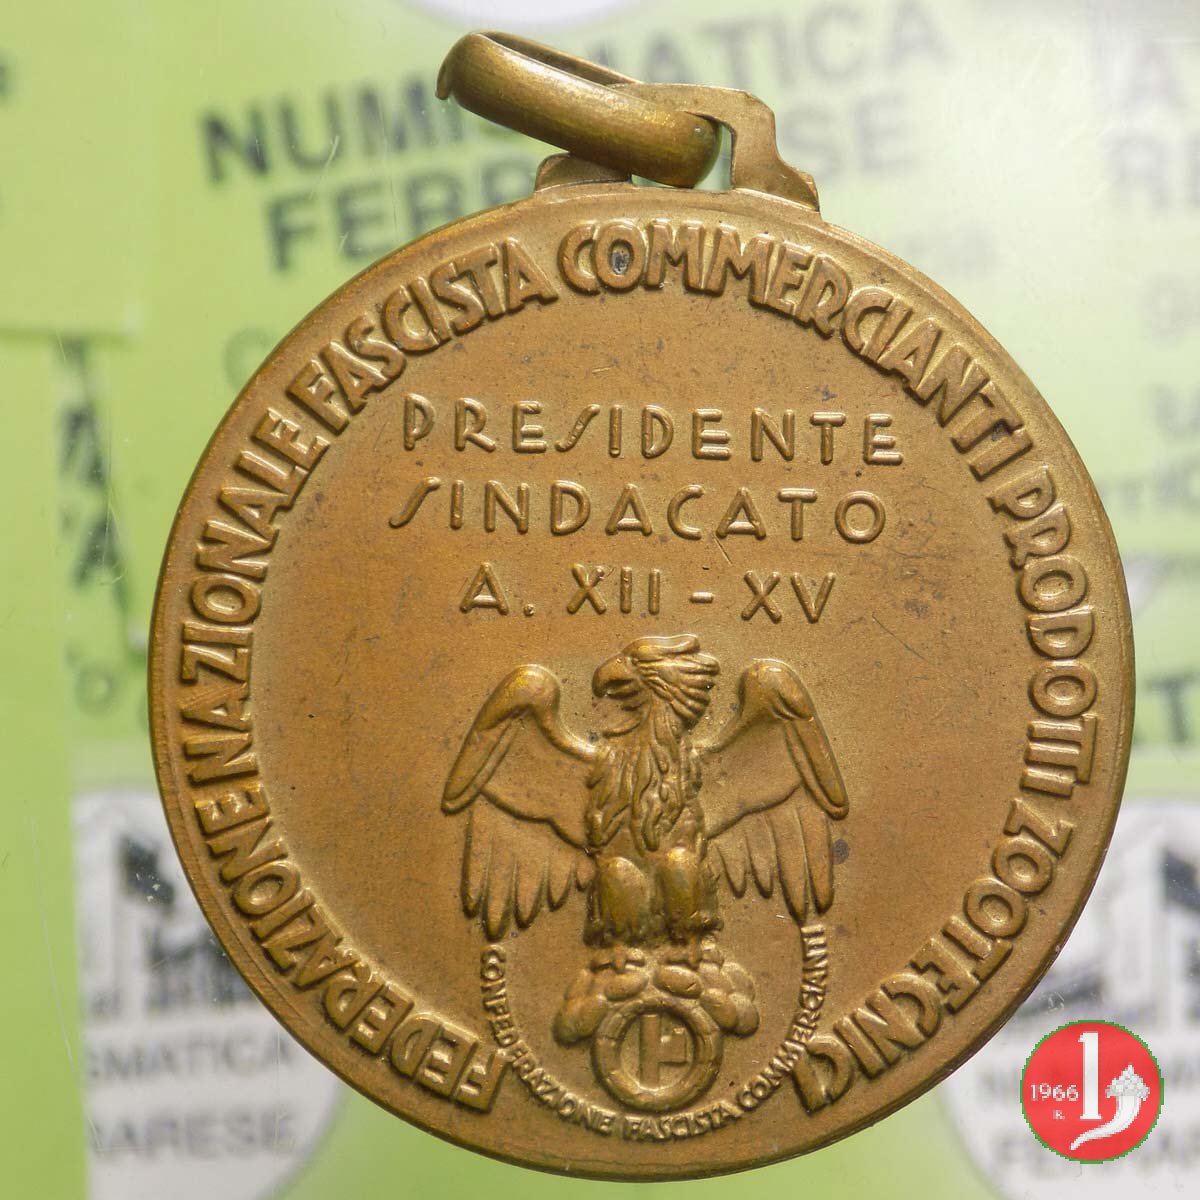 FEDERAZIONE NAZIONALE FASCISTA COMMERCIANTI PRODOTTI ZOOTECNICI
PRESIDENTE
SINDACATO
A. XII - XV
CONFEDERAZIONE FASCISTA COMMERCIANTI
NUMISMATICA
FERRARESE
1966
R.